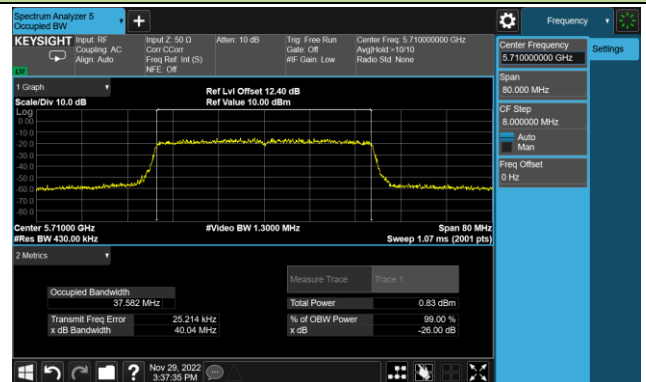 Spectrum Analyzer 5
Occupied BW
Frequency
KEYSIGHT
Input: RF
Coupling: AC
Align: Auto
Input Z: 50 Ω
Corr CCorr
Freq Ref: Int (S)
NFE: Off
Atten: 10 dB
Trig: Free Run
Gate: Off
#IF Gain: Low
Center Freq: 5.710000000 GHz
Avg|Hold:>10/10
Radio Std: None
LW
Center Frequency
5.710000000 GHz
Settings
Span
80.000 MHz
CF Step
8.000000 MHz
Auto
Man
Freq Offset
0 Hz
1 Graph
Scale/Div 10.0 dB
Ref Lvl Offset 12.40 dB
Ref Value 10.00 dBm
Log
0.00
-10.0
-20.0
-30.0
-40.0
-50.0
-60.0
-70.0
-80.0
Center 5.71000 GHz
#Video BW 1.3000 MHz
Span 80 MHz
#Res BW 430.00 kHz
Sweep 1.07 ms (2001 pts)
2 Metrics
Measure Trace
Trace 1
Occupied Bandwidth
37.582 MHz
Total Power
0.83 dBm
Transmit Freq Error
25.214 kHz
% of OBW Power
99.00 %
x dB Bandwidth
40.04 MHz
x dB
-26.00 dB
?
Nov 29, 2022
3:37:35 PM